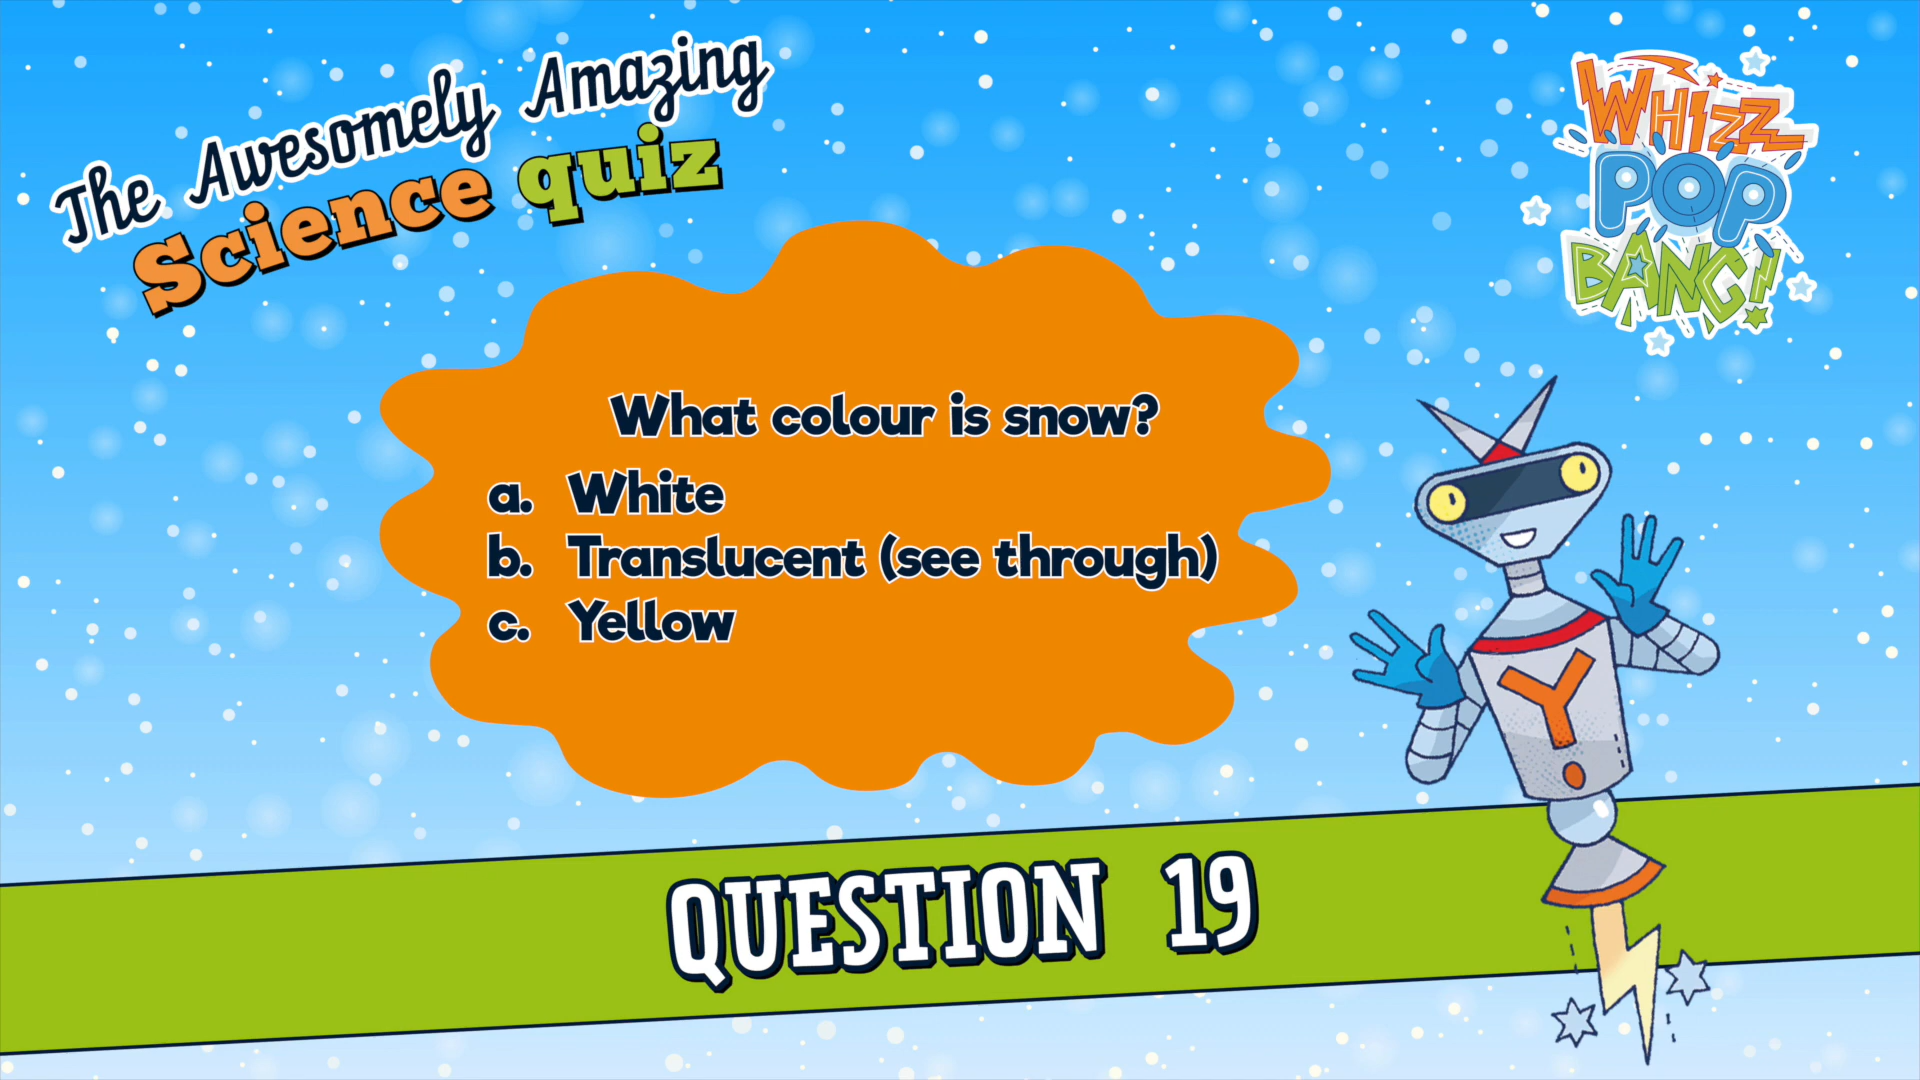 The Awesomely Amazing
Science quiz
WHIZZ
POP
BANG!
What colour is snow?
a. White
b. Translucent (see through)
c. Yellow
Y
QUESTION 19